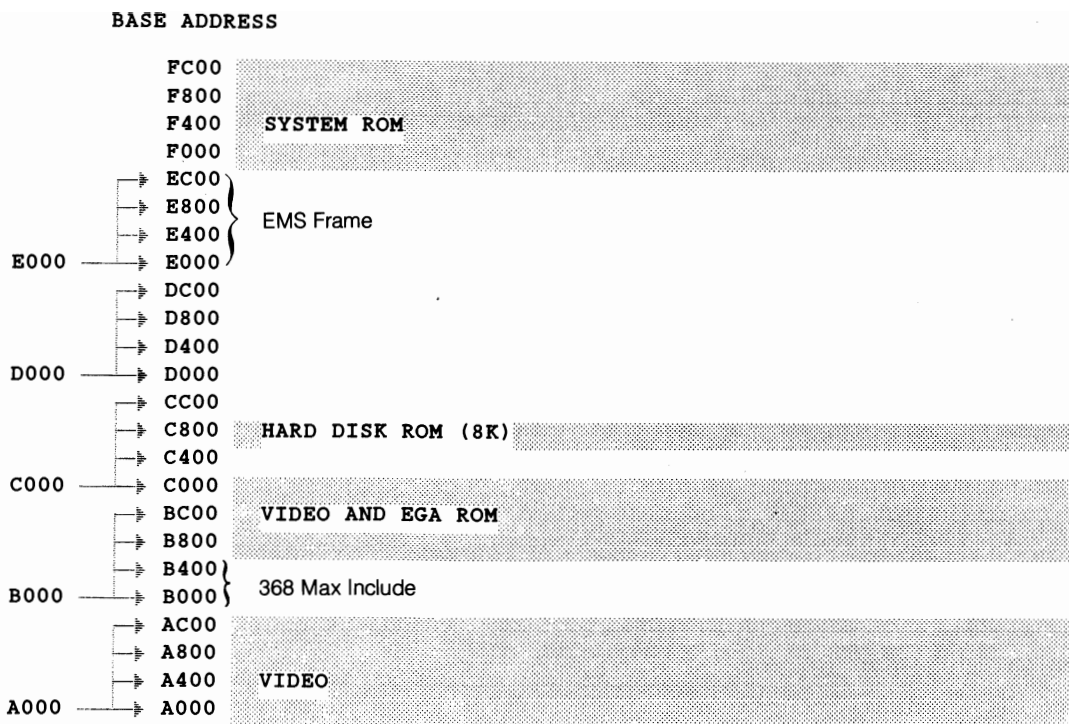 BASE ADDRESS
FC00
F800
F400 SYSTEM ROM
F000
EC00
E800 EMS Frame
E400
E000 E000
DC00
D800
D400
D000 D000
CC00
C800 HARD DISK ROM (8K)
C400
C000 C000
BC00 VIDEO AND EGA ROM
B800
B400
368 Max Include
B000 B000
AC00
A800
A400 VIDEO
A000 A000